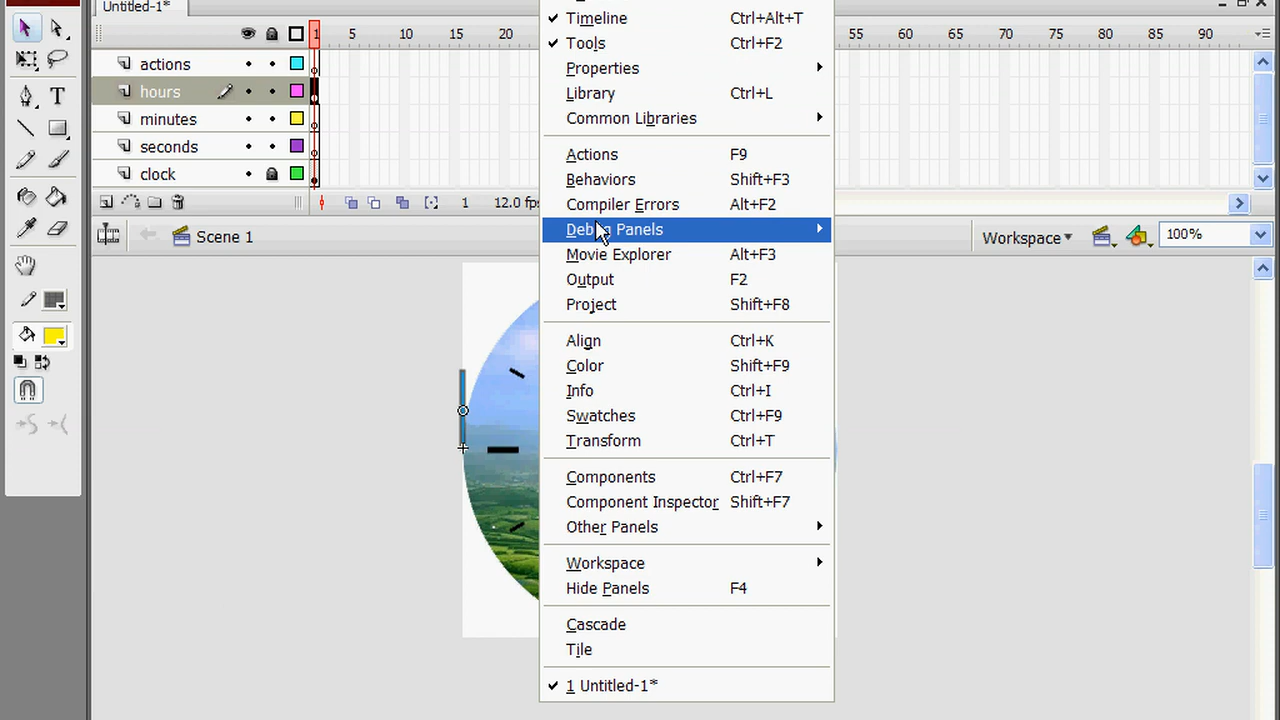 Untitled-1*
Timeline Ctrl+Alt+T
Tools Ctrl+F2
Properties
Library Ctrl+L
Common Libraries
Actions F9
Behaviors Shift+F3
Compiler Errors Alt+F2
Debug Panels
Movie Explorer Alt+F3
Output F2
Project Shift+F8
Align Ctrl+K
Color Shift+F9
Info Ctrl+I
Swatches Ctrl+F9
Transform Ctrl+T
Components Ctrl+F7
Component Inspector Shift+F7
Other Panels
Workspace
Hide Panels F4
Cascade
Tile
1 Untitled-1*
1 5 10 15 20 55 60 65 70 75 80 85 90
actions
hours
minutes
seconds
clock
1 12.0 fps
Scene 1
Workspace
100%
T